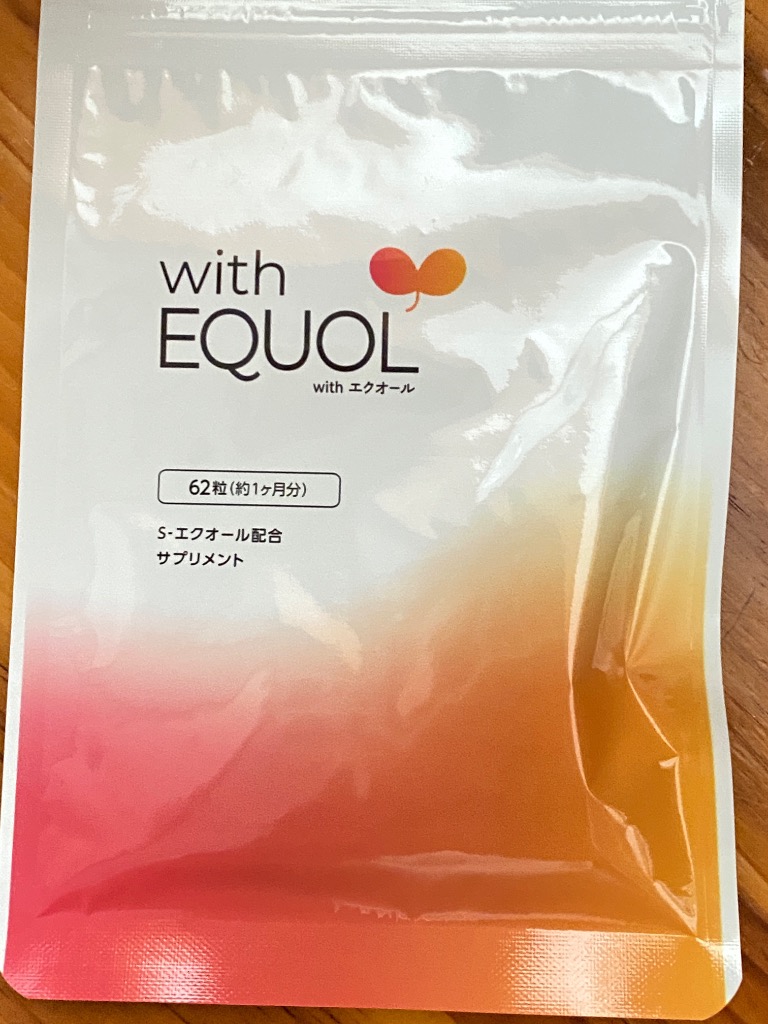 with
EQUOL
with エクオール
62粒(約1ヶ月分)
S-エクオール配合
サプリメント